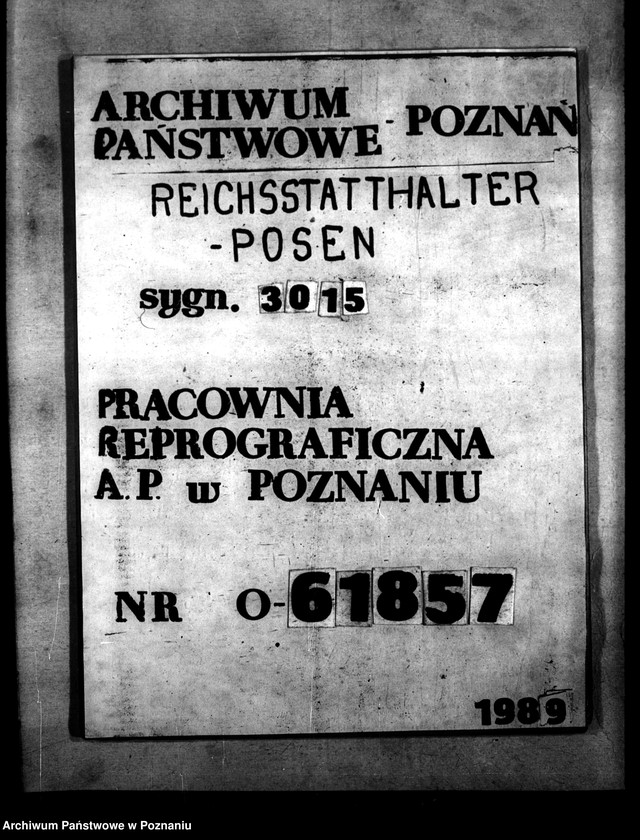 ARCHIWUM
PAŃSTWOWE - POZNAŃ
REICHSSTATTHALTER
-POSEN
sygn. 3015
PRACOWNIA
REPROGRAFICZNA
A.P. w POZNANIU
NR O-61857
1989
Archiwum Państwowe w Poznaniu